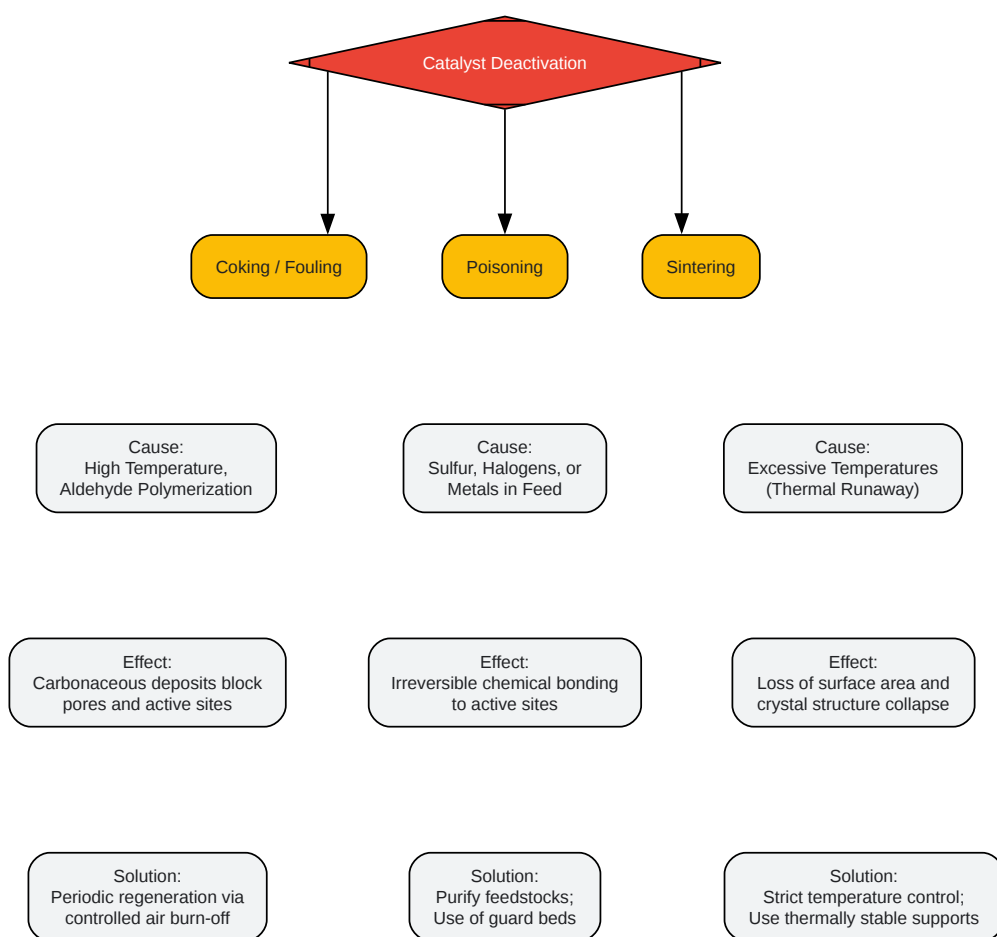 Catalyst Deactivation
Coking / Fouling
Poisoning
Sintering
Cause:
High Temperature,
Aldehyde Polymerization
Cause:
Sulfur, Halogens, or
Metals in Feed
Cause:
Excessive Temperatures
(Thermal Runaway)
Effect:
Carbonaceous deposits block
pores and active sites
Effect:
Irreversible chemical bonding
to active sites
Effect:
Loss of surface area and
crystal structure collapse
Solution:
Periodic regeneration via
controlled air burn-off
Solution:
Purify feedstocks;
Use of guard beds
Solution:
Strict temperature control;
Use thermally stable supports